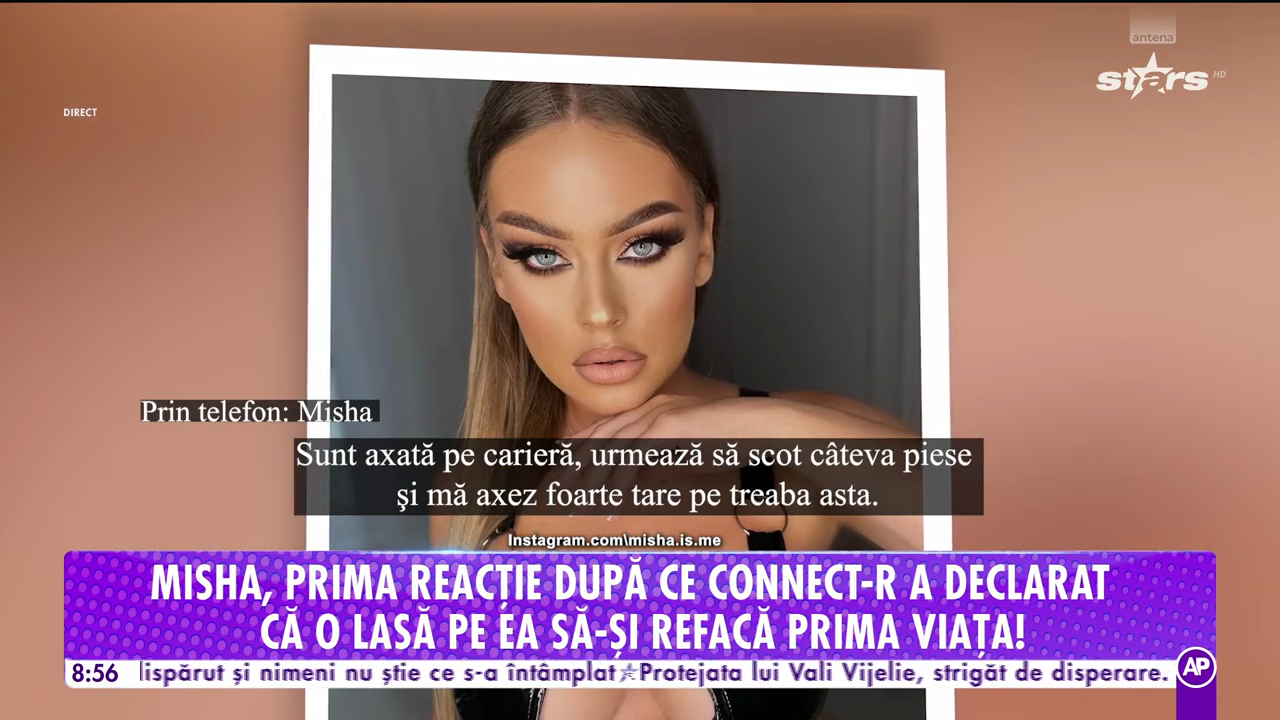 antena
stars HD
DIRECT
Prin telefon: Misha
Sunt axată pe carieră, urmează să scot câteva piese
şi mă axez foarte tare pe treaba asta.
Instagram.com\misha.is.me
MISHA, PRIMA REACȚIE DUPĂ CE CONNECT-R A DECLARAT
CĂ O LASĂ PE EA SĂ-ȘI REFACĂ PRIMA VIAȚA!
8:56 lispărut și nimeni nu știe ce s-a întâmplat Protejata lui Vali Vijelie, strigăt de disperare.
AP